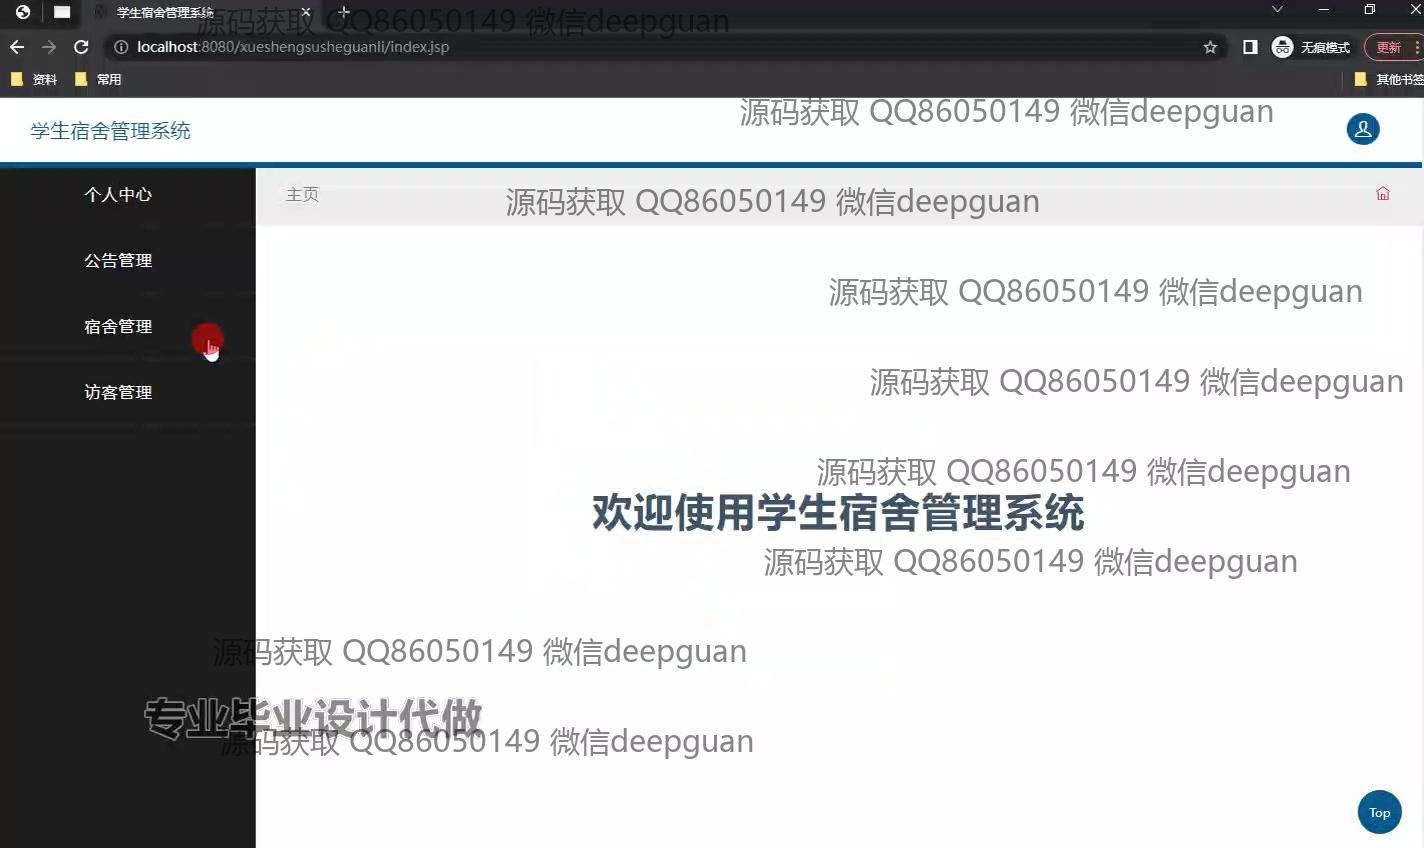 学生宿舍管理系统
源码获取 QQ86050149 微信deepguan
localhost:8080/xueshengsusheguanli/index.jsp
无痕模式
更新
资料
常用
其他书签
源码获取 QQ86050149 微信deepguan
学生宿舍管理系统
个人中心
主页
源码获取 QQ86050149 微信deepguan
公告管理
源码获取 QQ86050149 微信deepguan
宿舍管理
源码获取 QQ86050149 微信deepguan
访客管理
源码获取 QQ86050149 微信deepguan
欢迎使用学生宿舍管理系统
源码获取 QQ86050149 微信deepguan
源码获取 QQ86050149 微信deepguan
专业毕业设计代做
源码获取 QQ86050149 微信deepguan
Top